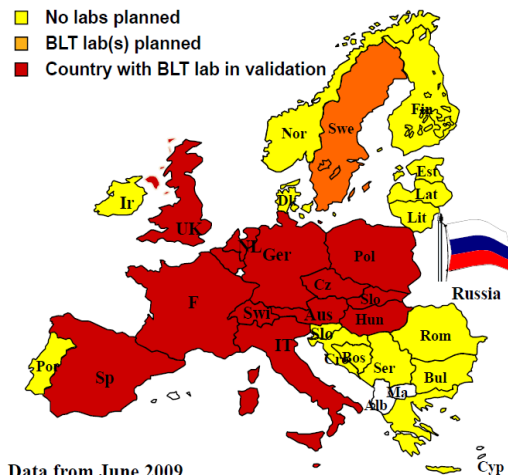 No labs planned
BLT lab(s) planned
Country with BLT lab in validation
Nor
Swe
Fin
Est
Lat
Lit
Dk
Ir
UK
L
Ger
Pol
Cz
Slo
F
Swi
Aus
Hun
Russia
IT
Slo
Cro
Bos
Ser
Rom
Bul
Por
Sp
Ma
Alb
Cyp
Data from June 2009